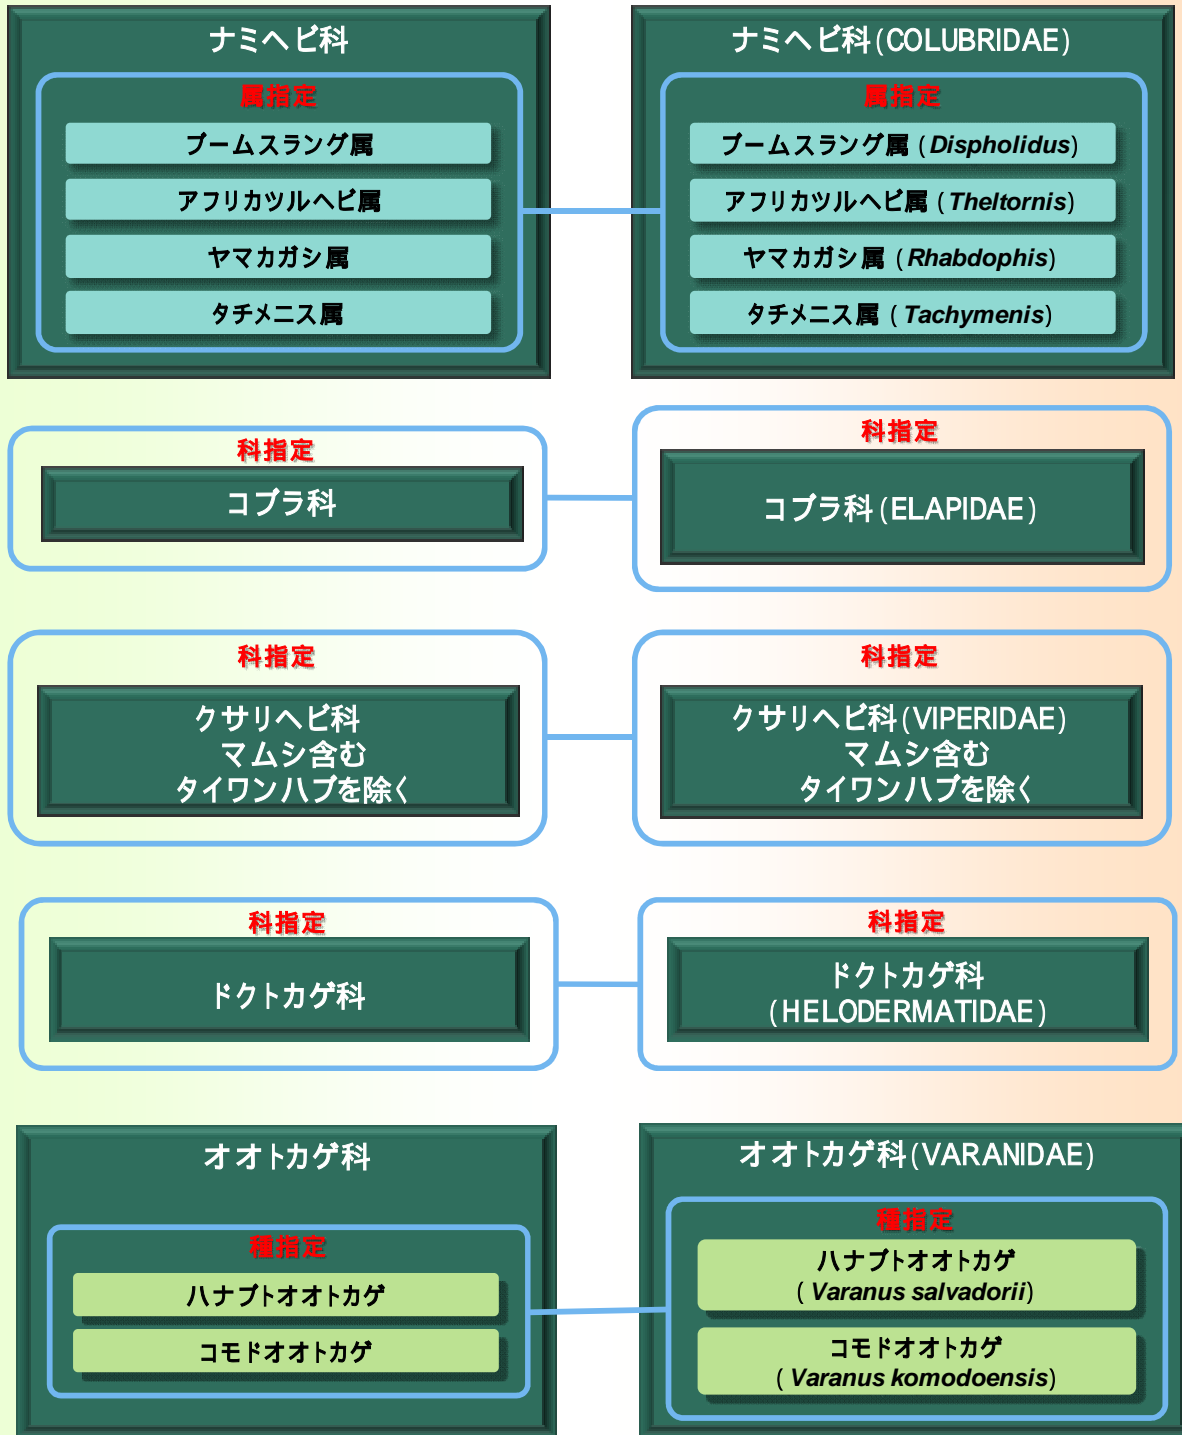 ナミヘビ科
属指定
ブームスラング属
アフリカツルヘビ属
ヤマカガシ属
タチメニス属
ナミヘビ科(COLUBRIDAE)
属指定
ブームスラング属 (Dispholidus)
アフリカツルヘビ属 (Theltornis)
ヤマカガシ属 (Rhabdophis)
タチメニス属 (Tachymenis)
科指定
コブラ科
科指定
コブラ科(ELAPIDAE)
科指定
クサリヘビ科
マムシ含む
タイワンハブを除く
科指定
クサリヘビ科(VIPERIDAE)
マムシ含む
タイワンハブを除く
科指定
ドクトカゲ科
科指定
ドクトカゲ科
(HELODERMATIDAE)
オオトカゲ科
種指定
ハナブトオオトカゲ
コモドオオトカゲ
オオトカゲ科(VARANIDAE)
種指定
ハナブトオオトカゲ
(Varanus salvadorii)
コモドオオトカゲ
(Varanus komodoensis)